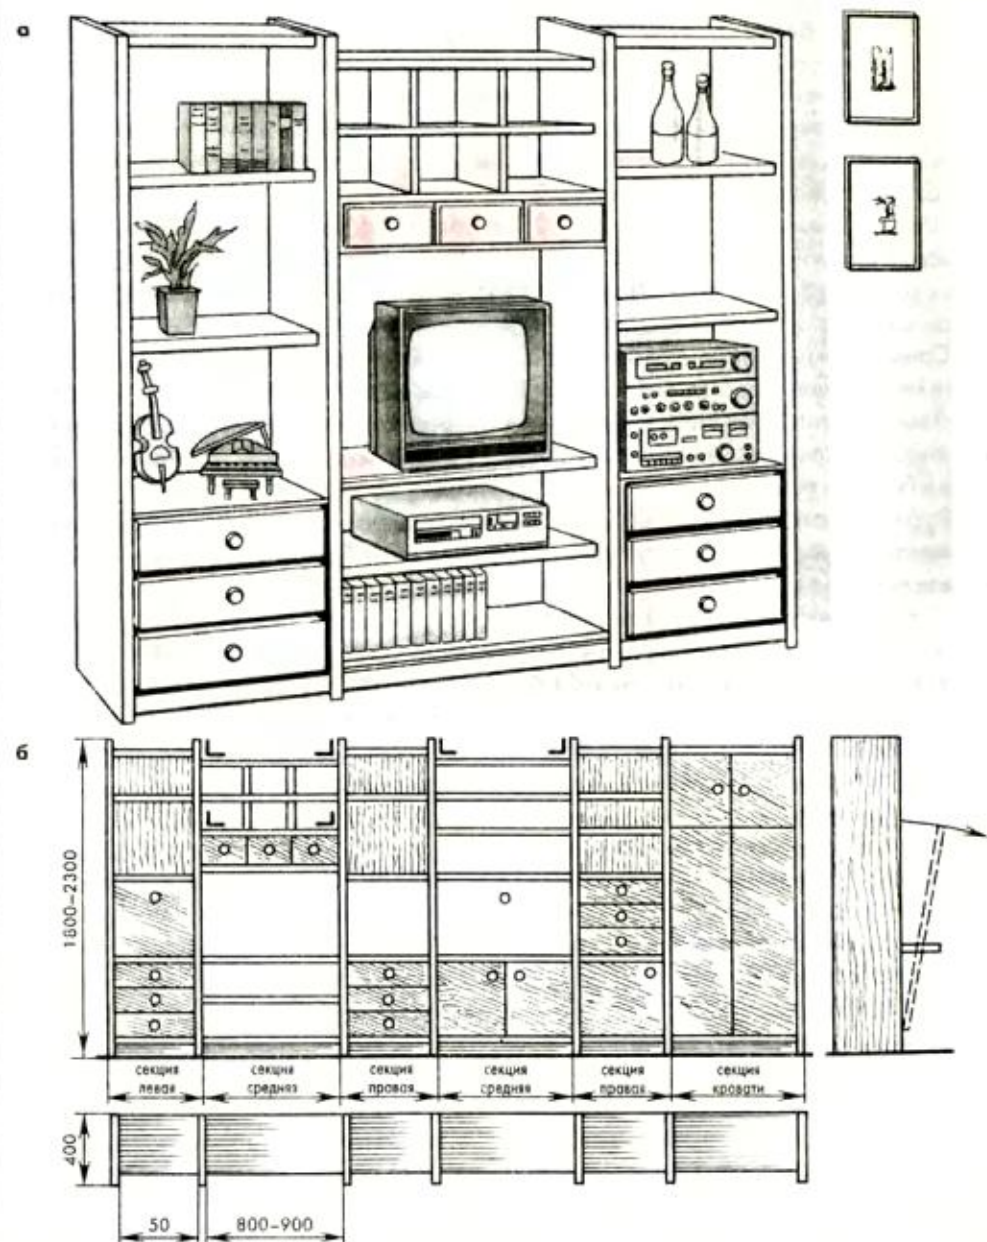 а
б
1800–2300
секция левая
секция средняя
секция правая
секция средняя
секция правая
секция кровати
400
50
800–900